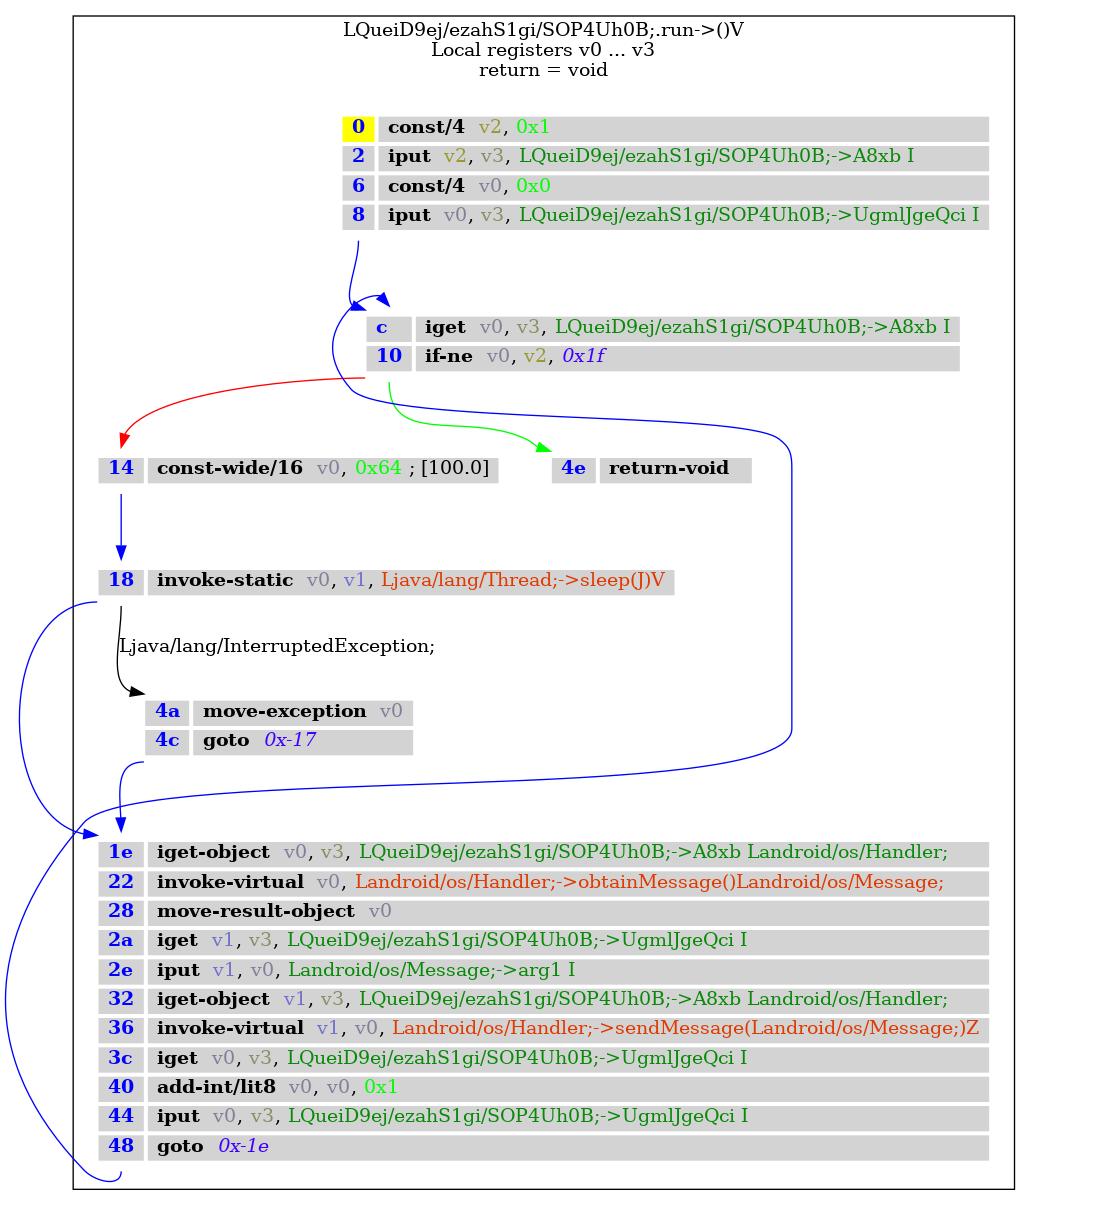 LQueiD9ej/ezahS1gi/SOP4Uh0B;.run->()V
Local registers v0 ... v3
return = void
0 const/4 v2, 0x1
2 iput v2, v3, LQueiD9ej/ezahS1gi/SOP4Uh0B;->A8xb I
6 const/4 v0, 0x0
8 iput v0, v3, LQueiD9ej/ezahS1gi/SOP4Uh0B;->UgmlJgeQci I
c iget v0, v3, LQueiD9ej/ezahS1gi/SOP4Uh0B;->A8xb I
10 if-ne v0, v2, 0x1f
14 const-wide/16 v0, 0x64 ; [100.0]
4e return-void
18 invoke-static v0, v1, Ljava/lang/Thread;->sleep(J)V
Ljava/lang/InterruptedException;
4a move-exception v0
4c goto 0x-17
1e iget-object v0, v3, LQueiD9ej/ezahS1gi/SOP4Uh0B;->A8xb Landroid/os/Handler;
22 invoke-virtual v0, Landroid/os/Handler;->obtainMessage()Landroid/os/Message;
28 move-result-object v0
2a iget v1, v3, LQueiD9ej/ezahS1gi/SOP4Uh0B;->UgmlJgeQci I
2e iput v1, v0, Landroid/os/Message;->arg1 I
32 iget-object v1, v3, LQueiD9ej/ezahS1gi/SOP4Uh0B;->A8xb Landroid/os/Handler;
36 invoke-virtual v1, v0, Landroid/os/Handler;->sendMessage(Landroid/os/Message;)Z
3c iget v0, v3, LQueiD9ej/ezahS1gi/SOP4Uh0B;->UgmlJgeQci I
40 add-int/lit8 v0, v0, 0x1
44 iput v0, v3, LQueiD9ej/ezahS1gi/SOP4Uh0B;->UgmlJgeQci I
48 goto 0x-1e